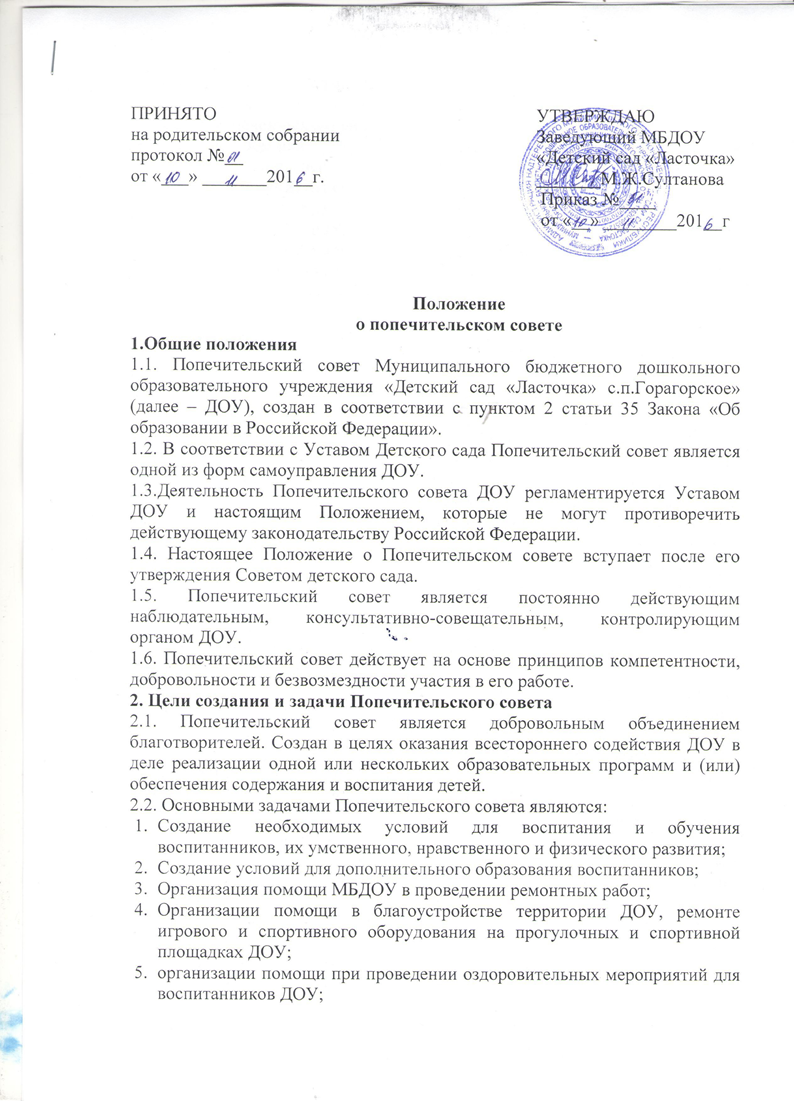 ПРИНЯТО
на родительском собрании
протокол № 01
от «10» 11 2016 г.
УТВЕРЖДАЮ
Заведующий МБДОУ
«Детский сад «Ласточка»
М.Ж.Султанова
Приказ №
от «10» 11 2016 г
Положение
о попечительском совете
1.Общие положения
1.1. Попечительский совет Муниципального бюджетного дошкольного
образовательного учреждения «Детский сад «Ласточка» с.п.Горагорское»
(далее – ДОУ), создан в соответствии с пунктом 2 статьи 35 Закона «Об
образовании в Российской Федерации».
1.2. В соответствии с Уставом Детского сада Попечительский совет является
одной из форм самоуправления ДОУ.
1.3.Деятельность Попечительского совета ДОУ регламентируется Уставом
ДОУ и настоящим Положением, которые не могут противоречить
действующему законодательству Российской Федерации.
1.4. Настоящее Положение о Попечительском совете вступает после его
утверждения Советом детского сада.
1.5. Попечительский совет является постоянно действующим
наблюдательным, консультативно-совещательным, контролирующим
органом ДОУ.
1.6. Попечительский совет действует на основе принципов компетентности,
добровольности и безвозмездности участия в его работе.
2. Цели создания и задачи Попечительского совета
2.1. Попечительский совет является добровольным объединением
благотворителей. Создан в целях оказания всестороннего содействия ДОУ в
деле реализации одной или нескольких образовательных программ и (или)
обеспечения содержания и воспитания детей.
2.2. Основными задачами Попечительского совета являются:
1. Создание необходимых условий для воспитания и обучения
воспитанников, их умственного, нравственного и физического развития;
2. Создание условий для дополнительного образования воспитанников;
3. Организация помощи МБДОУ в проведении ремонтных работ;
4. Организации помощи в благоустройстве территории ДОУ, ремонте
игрового и спортивного оборудования на прогулочных и спортивной
площадках ДОУ;
5. организации помощи при проведении оздоровительных мероприятий для
воспитанников ДОУ;